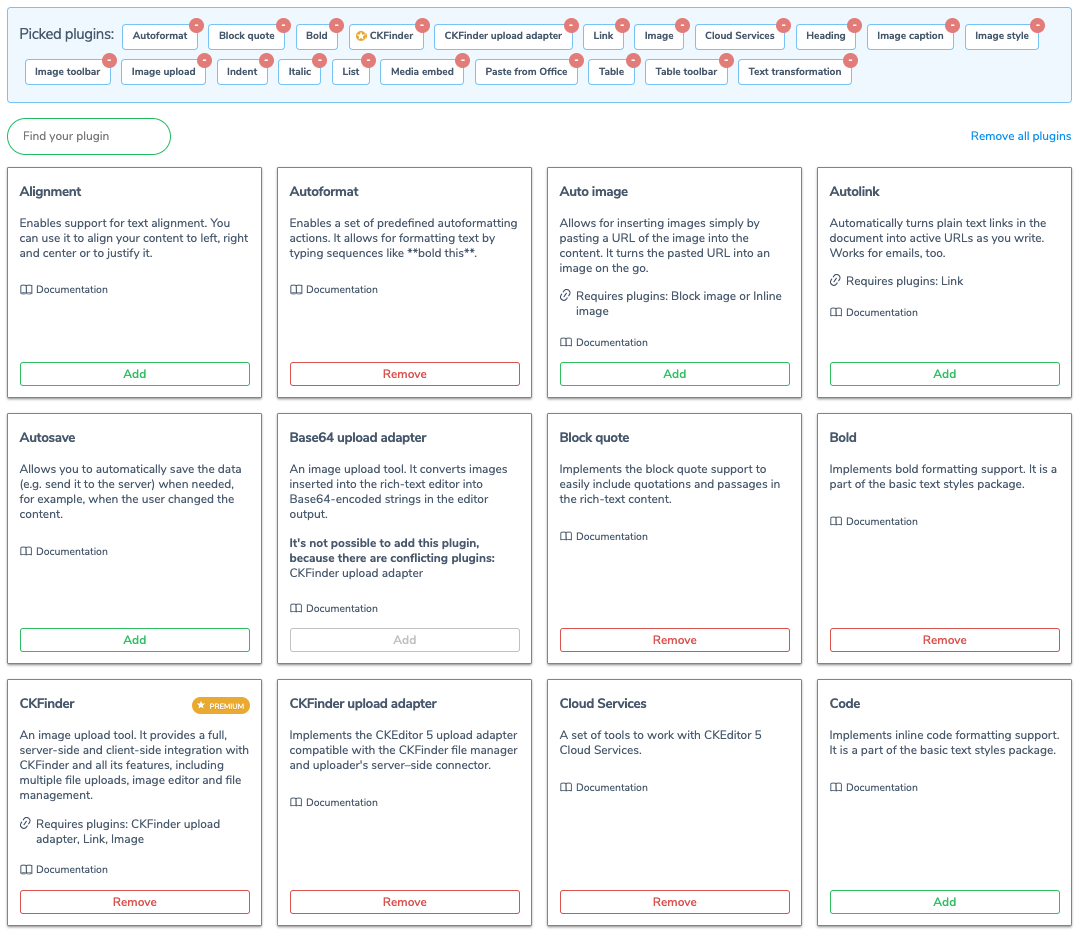 Picked plugins: Autoformat - Block quote - Bold - CKFinder - CKFinder upload adapter - Link - Image - Cloud Services - Heading - Image caption - Image style -
Image toolbar - Image upload - Indent - Italic - List - Media embed - Paste from Office - Table - Table toolbar - Text transformation -
Find your plugin
Remove all plugins
Alignment
Enables support for text alignment. You
can use it to align your content to left, right
and center or to justify it.
Documentation
Add
Autoformat
Enables a set of predefined autoformatting
actions. It allows for formatting text by
typing sequences like **bold this**.
Documentation
Remove
Auto image
Allows for inserting images simply by
pasting a URL of the image into the
content. It turns the pasted URL into an
image on the go.
Requires plugins: Block image or Inline
image
Documentation
Add
Autolink
Automatically turns plain text links in the
document into active URLs as you write.
Works for emails, too.
Requires plugins: Link
Documentation
Add
Autosave
Allows you to automatically save the data
(e.g. send it to the server) when needed,
for example, when the user changed the
content.
Documentation
Add
Base64 upload adapter
An image upload tool. It converts images
inserted into the rich-text editor into
Base64-encoded strings in the editor
output.
It's not possible to add this plugin,
because there are conflicting plugins:
CKFinder upload adapter
Documentation
Add
Block quote
Implements the block quote support to
easily include quotations and passages in
the rich-text content.
Documentation
Remove
Bold
Implements bold formatting support. It is a
part of the basic text styles package.
Documentation
Remove
CKFinder
PREMIUM
An image upload tool. It provides a full,
server-side and client-side integration with
CKFinder and all its features, including
multiple file uploads, image editor and file
management.
Requires plugins: CKFinder upload
adapter, Link, Image
Documentation
Remove
CKFinder upload adapter
Implements the CKEditor 5 upload adapter
compatible with the CKFinder file manager
and uploader's server–side connector.
Documentation
Remove
Cloud Services
A set of tools to work with CKEditor 5
Cloud Services.
Documentation
Remove
Code
Implements inline code formatting support.
It is a part of the basic text styles package.
Documentation
Add